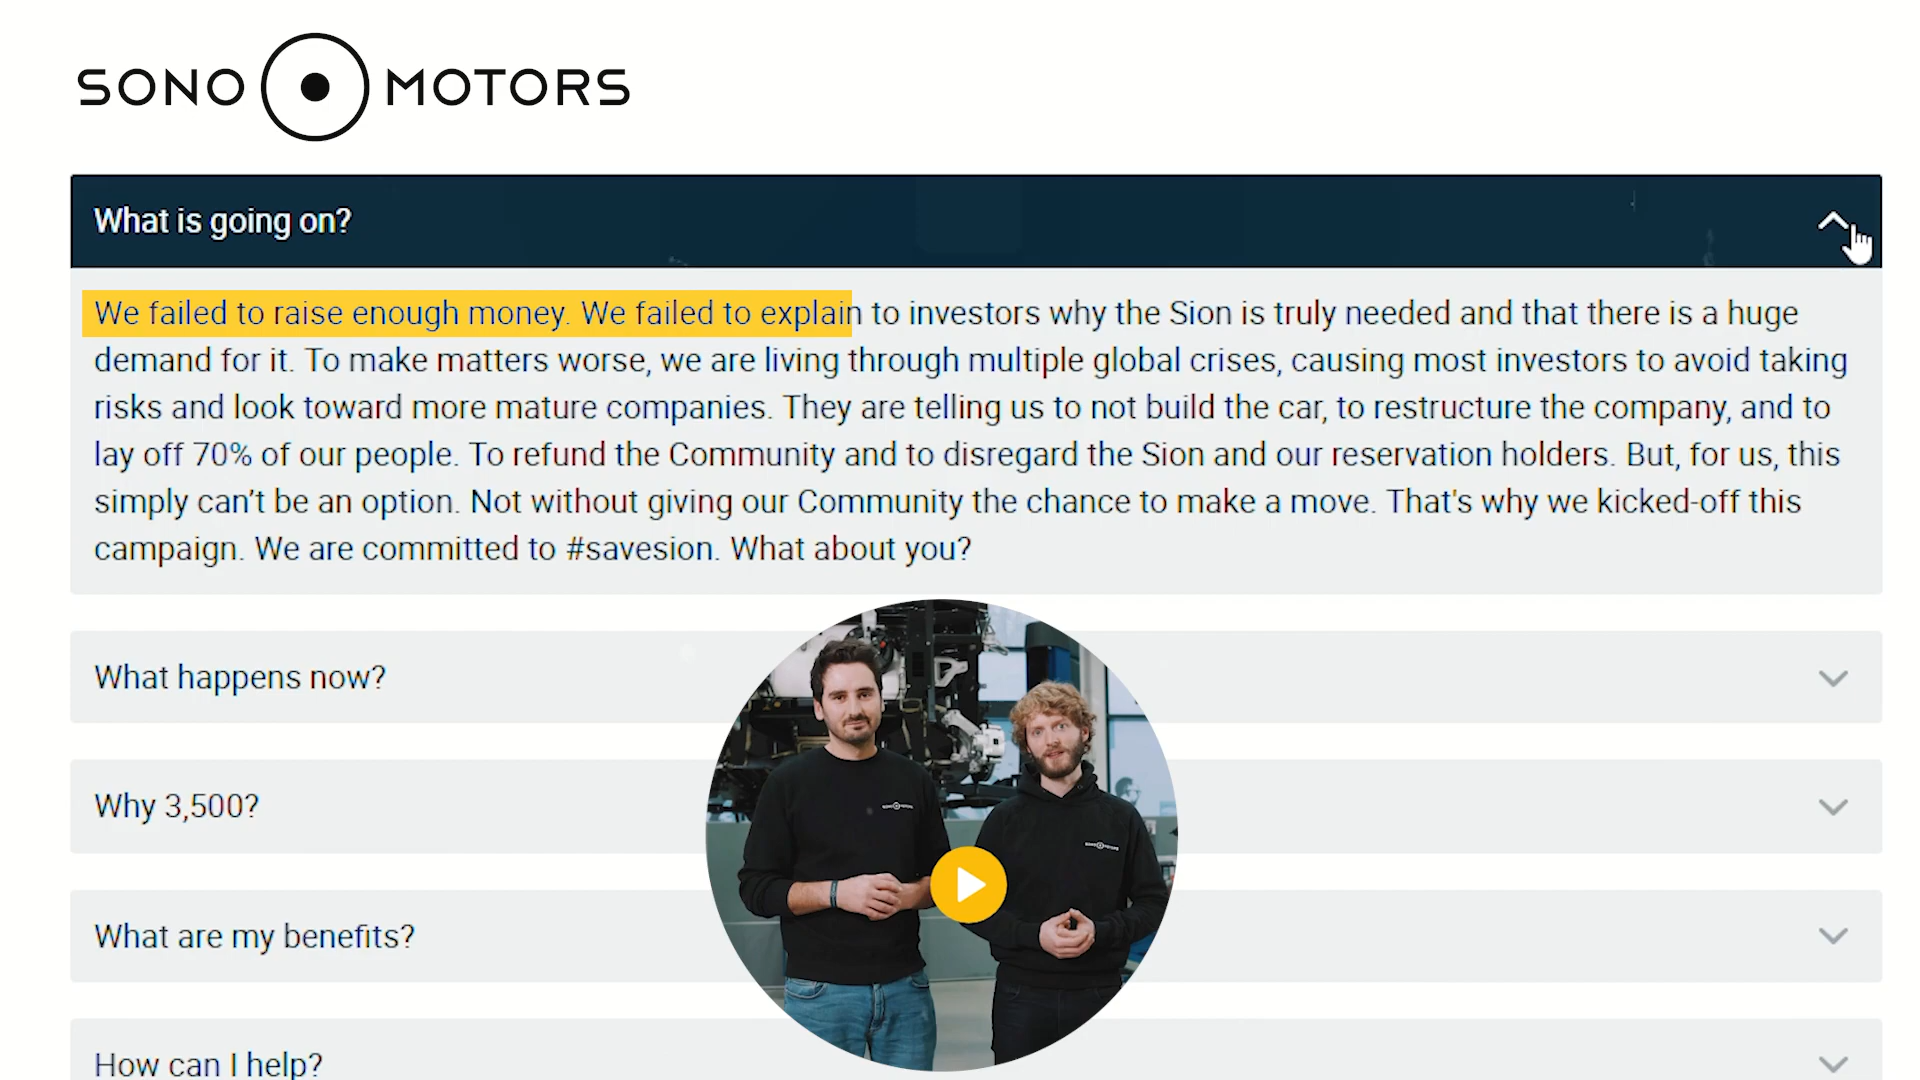 SONO MOTORS
What is going on?
We failed to raise enough money. We failed to explain to investors why the Sion is truly needed and that there is a huge
demand for it. To make matters worse, we are living through multiple global crises, causing most investors to avoid taking
risks and look toward more mature companies. They are telling us to not build the car, to restructure the company, and to
lay off 70% of our people. To refund the Community and to disregard the Sion and our reservation holders. But, for us, this
simply can’t be an option. Not without giving our Community the chance to make a move. That's why we kicked-off this
campaign. We are committed to #savesion. What about you?
What happens now?
Why 3,500?
SONO MOTORS
SONO MOTORS
What are my benefits?
How can I help?